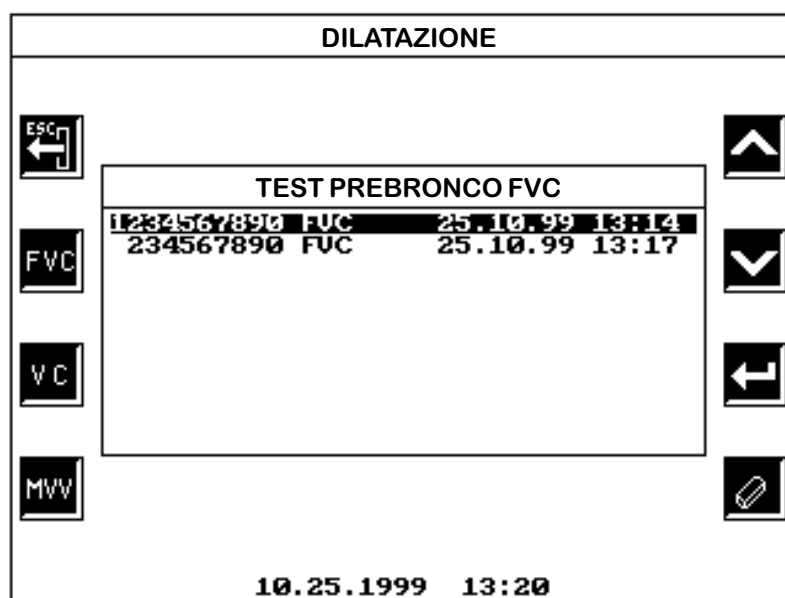 DILATAZIONE
ESC
TEST PREBRONCO FVC
1234567890 FVC 25.10.99 13:14
234567890 FVC 25.10.99 13:17
FVC
VC
MVV
10.25.1999 13:20